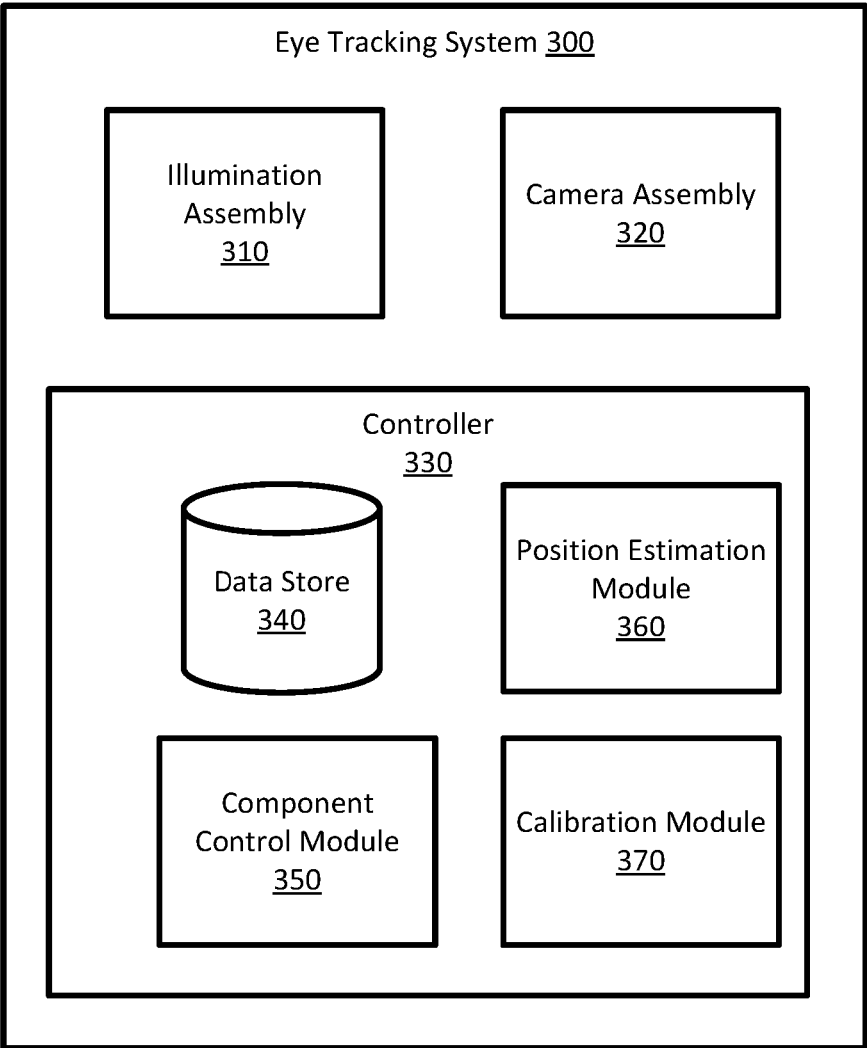 Eye Tracking System 300
Illumination
Assembly
310
Camera Assembly
320
Controller
330
Data Store
340
Position Estimation
Module
360
Component
Control Module
350
Calibration Module
370